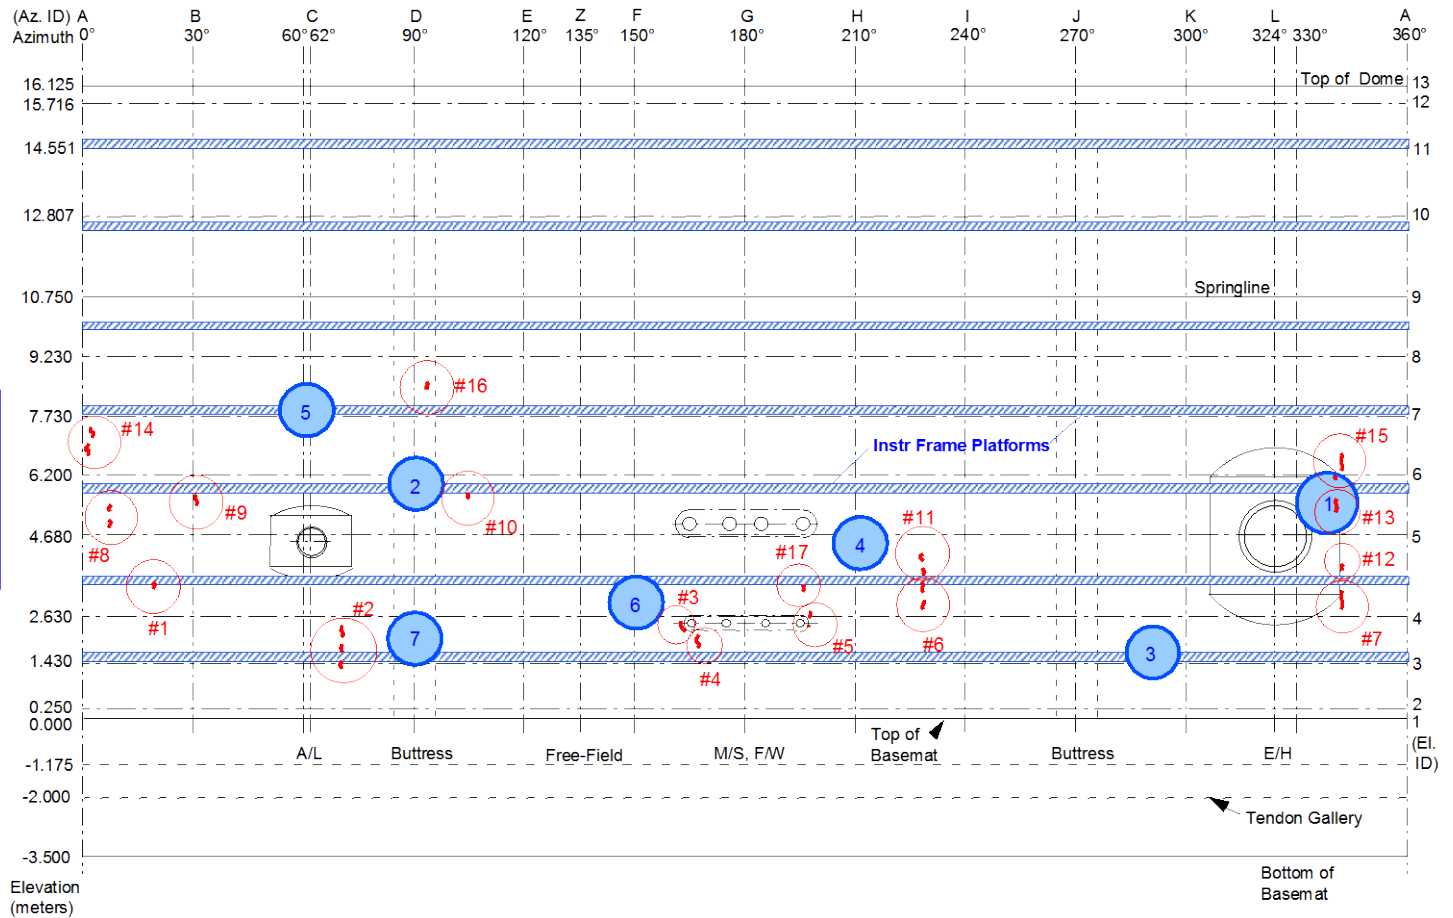 (Az. ID) A B C D E Z F G H I J K L A
Azimuth 0° 30° 60° 62° 90° 120° 135° 150° 180° 210° 240° 270° 300° 324° 330° 360°
16.125 Top of Dome 13
15.716 12
14.551 11
12.807 10
10.750 Springline 9
9.230 8
#16
5
7.730 7
#14 Instr Frame Platforms #15
6.200 6
2
#9 #10 1
#8 #11 #13
4.680 4 5
#17 #12
#1 #2 6 #3
2.630 4
7 #4 #5 #6 3 #7
1.430 3
0.250 2
0.000 1
A/L Buttress Free-Field M/S, F/W Top of Basemat Buttress E/H (El. ID)
-1.175
-2.000
Tendon Gallery
-3.500
Elevation (meters) Bottom of Basemat